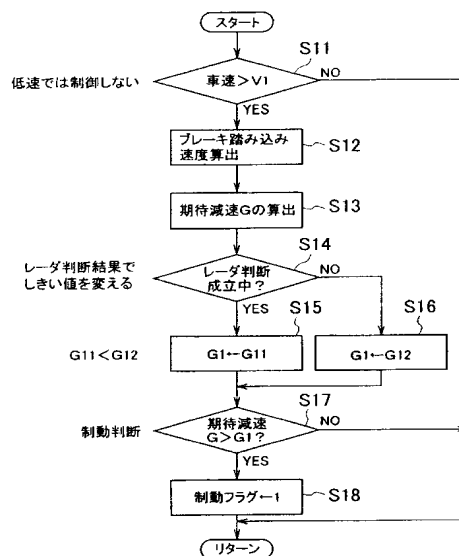 スタート
S11
低速では制御しない
車速>V1
NO
YES
ブレーキ踏み込み
速度算出
S12
期待減速Gの算出
S13
S14
レーダ判断結果で
しきい値を変える
レーダ判断
成立中?
NO
YES
S15
S16
G11<G12
G1←G11
G1←G12
S17
制動判断
期待減速
G>G1?
NO
YES
制動フラグ←1
S18
リターン